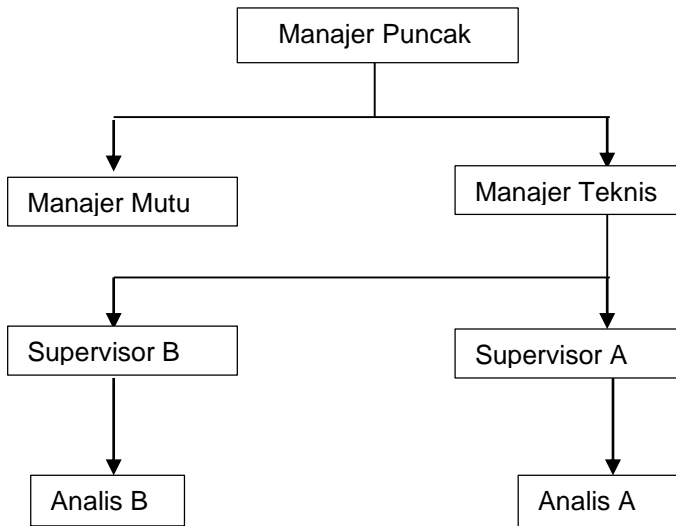 Manajer Puncak
Manajer Mutu
Manajer Teknis
Supervisor B
Supervisor A
Analis B
Analis A